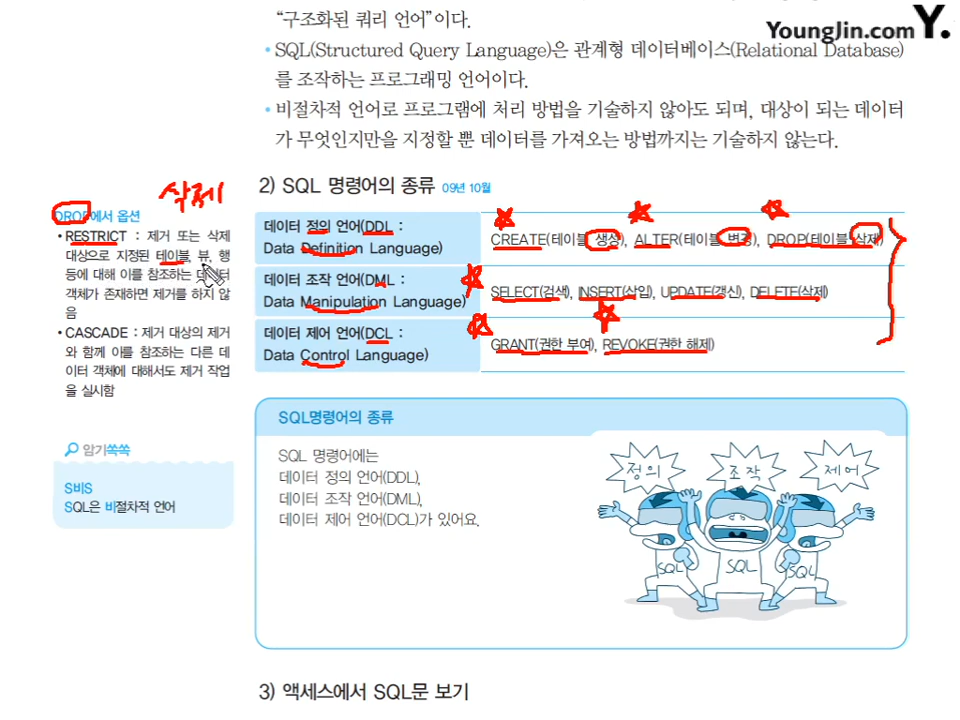 “구조화된 쿼리 언어”이다.
YoungJin.com Y.
• SQL(Structured Query Language)은 관계형 데이터베이스(Relational Database)
를 조작하는 프로그래밍 언어이다.
• 비절차적 언어로 프로그램에 처리 방법을 기술하지 않아도 되며, 대상이 되는 데이터
가 무엇인지만을 지정할 뿐 데이터를 가져오는 방법까지는 기술하지 않는다.
2) SQL 명령어의 종류 09년 10월
데이터 정의 언어(DDL :
Data Definition Language)
CREATE(테이블 생성), ALTER(테이블 변경), DROP(테이블 삭제)
데이터 조작 언어(DML :
Data Manipulation Language)
SELECT(검색), INSERT(삽입), UPDATE(갱신), DELETE(삭제)
데이터 제어 언어(DCL :
Data Control Language)
GRANT(권한 부여), REVOKE(권한 해제)
삭제
DROP에서 옵션
• RESTRICT : 제거 또는 삭제
대상으로 지정된 테이블, 뷰, 행
등에 대해 이를 참조하는 데이터
객체가 존재하면 제거를 하지 않
음
• CASCADE : 제거 대상의 제거
와 함께 이를 참조하는 다른 데
이터 객체에 대해서도 제거 작업
을 실시함
암기쏙쏙
S비S
SQL은 비절차적 언어
SQL명령어의 종류
SQL 명령어에는
데이터 정의 언어(DDL),
데이터 조작 언어(DML),
데이터 제어 언어(DCL)가 있어요.
정의
조작
제어
SQL
SQL
SQL
3) 액세스에서 SQL문 보기